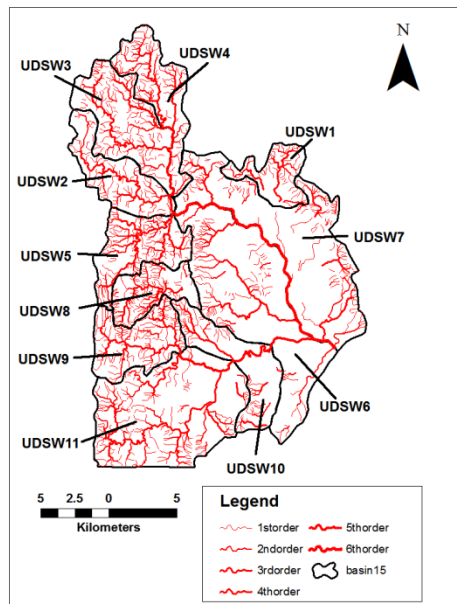 N
UDSW3
UDSW4
UDSW1
UDSW2
UDSW7
UDSW5
UDSW8
UDSW9
UDSW6
UDSW11
UDSW10
5 2.5 0 5
Kilometers
Legend
1storder 5thorder
2ndorder 6thorder
3rdorder basin15
4thorder